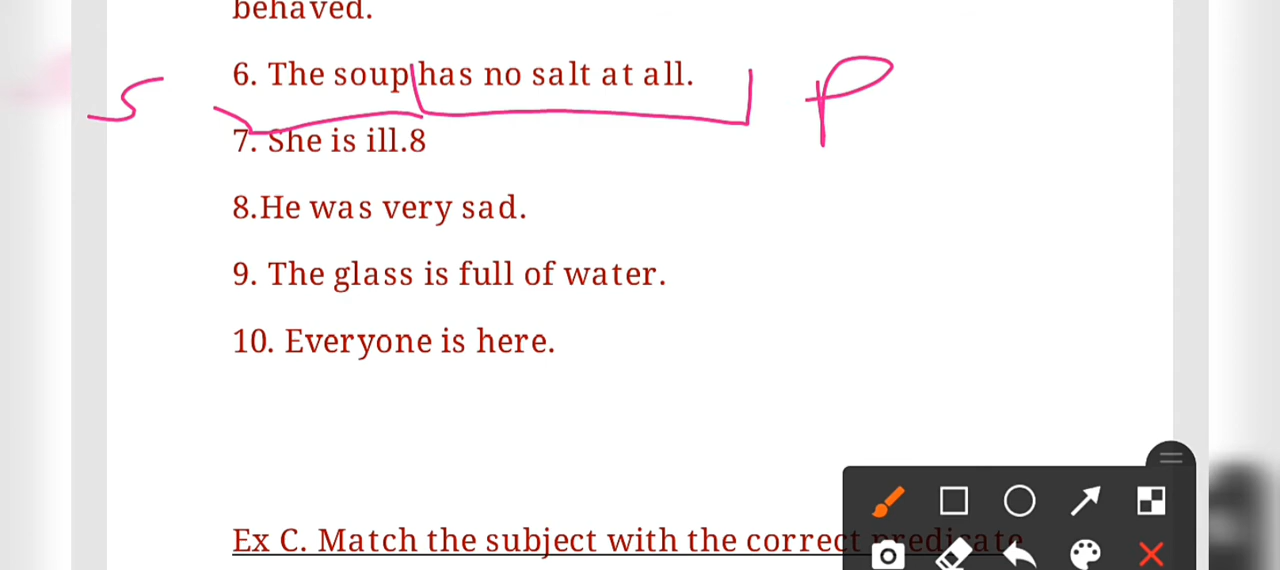 behaved.
6. The soup has no salt at all.
S P
7. She is ill.8
8.He was very sad.
9. The glass is full of water.
10. Everyone is here.
Ex C. Match the subject with the correct predicate